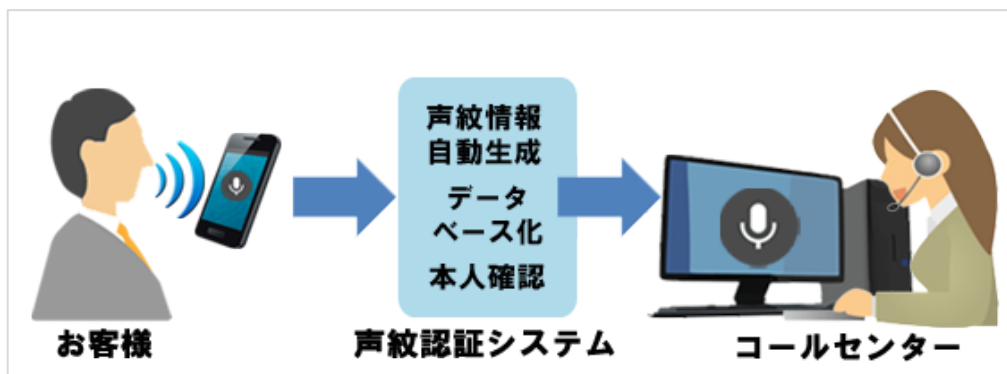 声紋情報
自動生成
データ
ベース化
本人確認
お客様
声紋認証システム
コールセンター